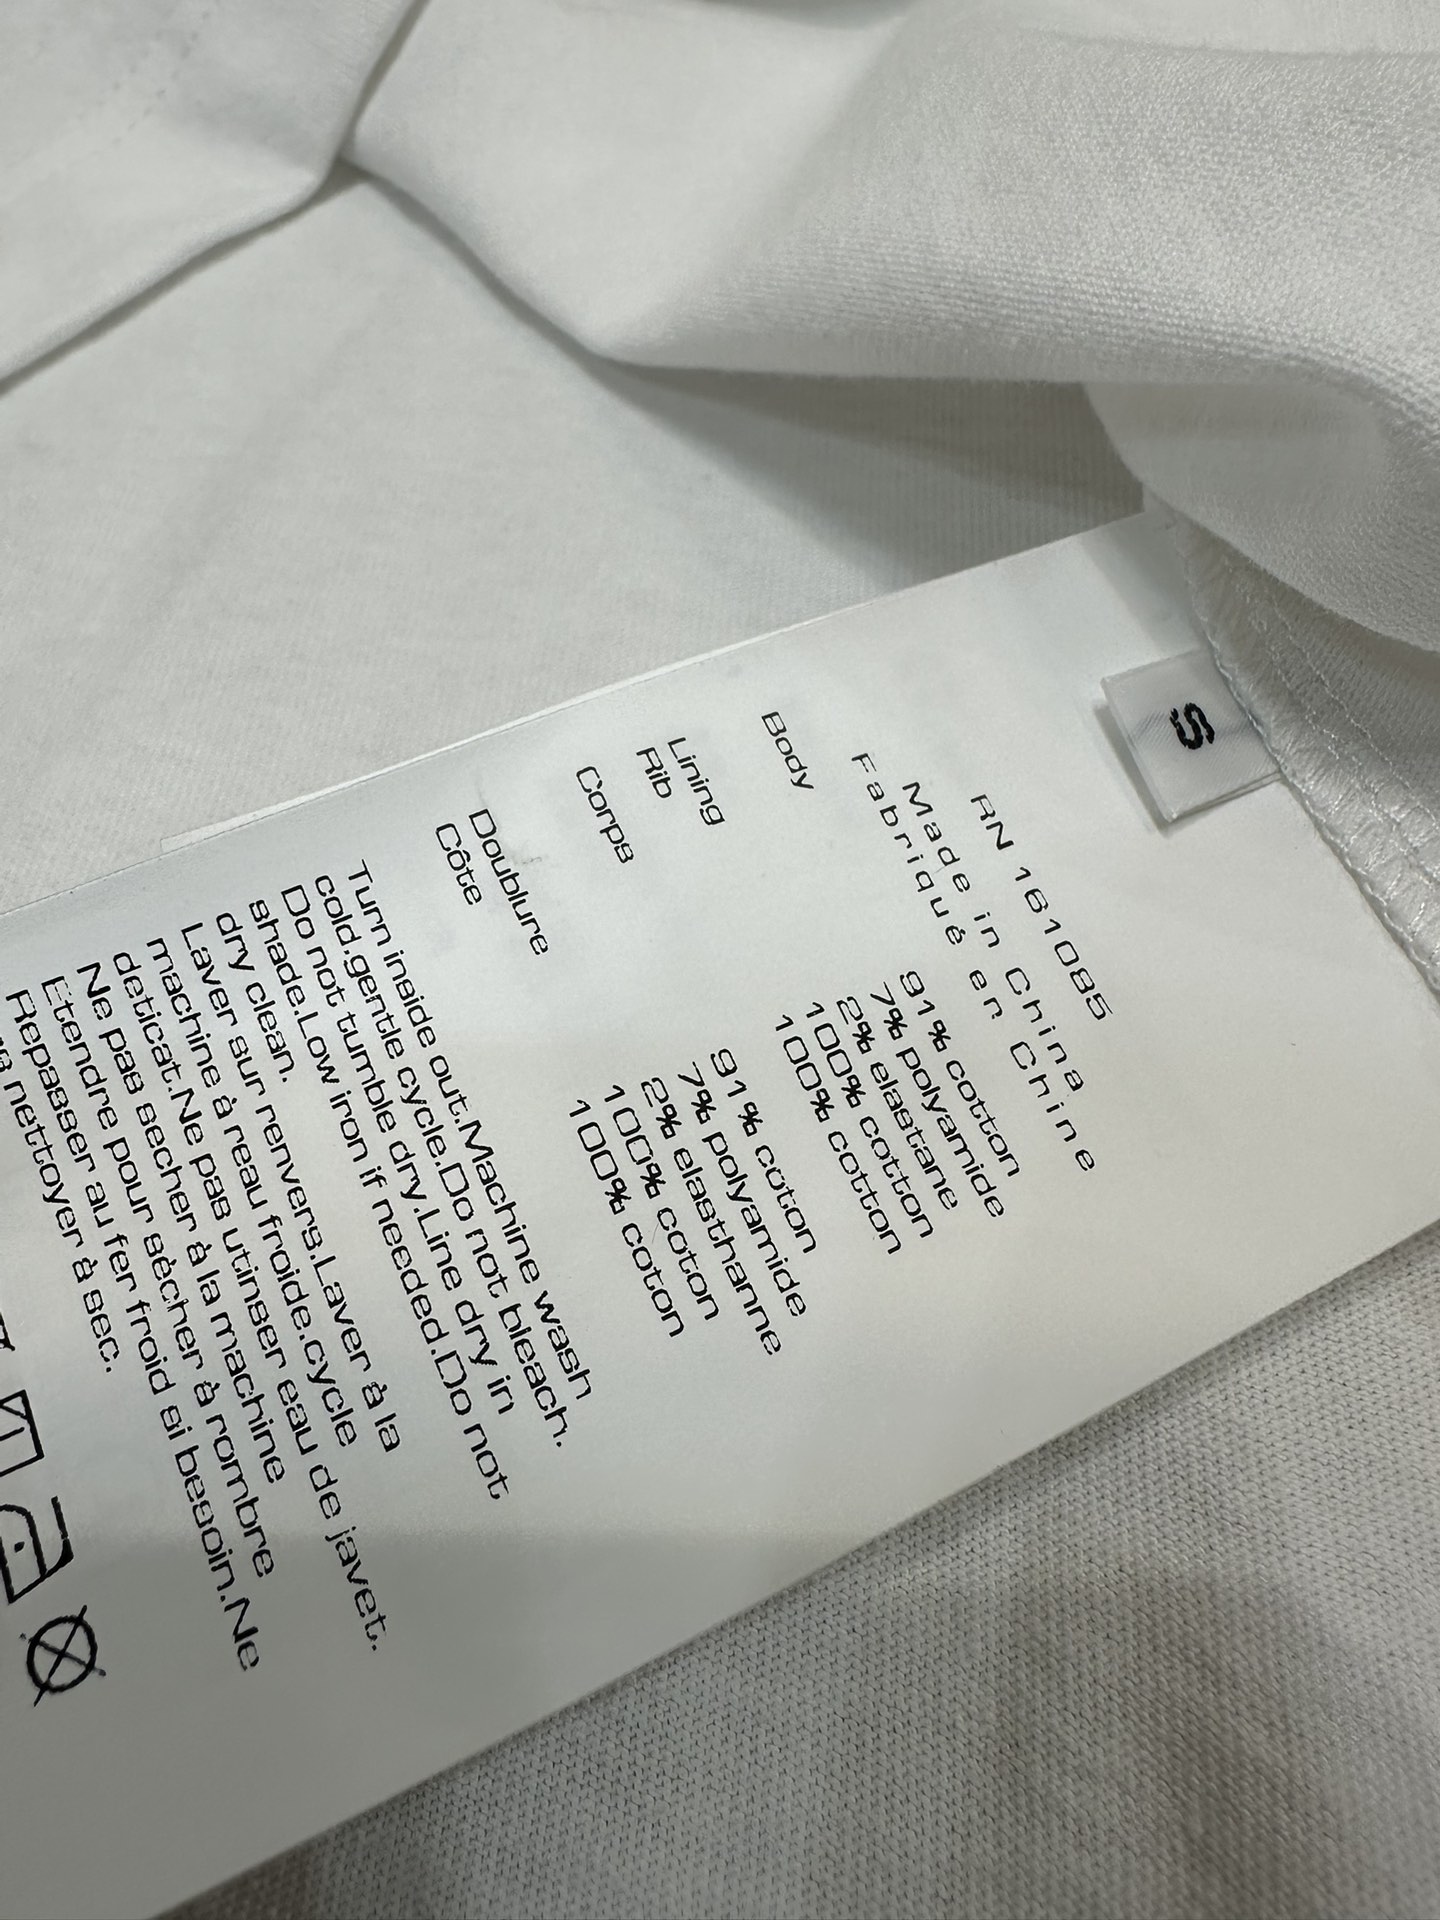 S
RN 161085
Made in China
Fabriqué en Chine
Body 91% cotton
7% polyamide
2% elastane
Lining 100% cotton
Rib 100% cotton
Corps 91% coton
7% polyamide
2% elasthanne
Doublure 100% coton
Côte 100% coton
Turn inside out.Machine wash
cold.gentle cycle.Do not bleach.
Do not tumble dry.Line dry in
shade.Low iron if needed.Do not
dry clean.
Laver sur renvers.Laver à la
machine à reau froide.cycle
deticat.Ne pas utinser eau de javet.
Ne pas secher à la machine
Etendre pour sècher à rombre
Repasser au fer froid si besoin.Ne
nettoyer à sec.